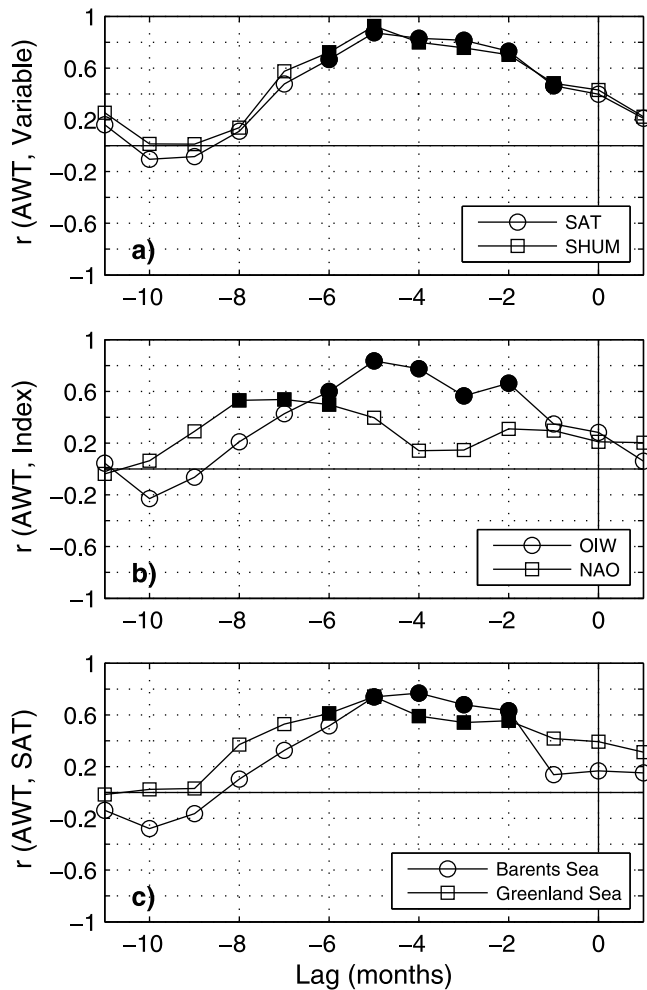 1
0.6
0.2
−0.2
−0.6
−1
r (AWT, Variable)
a)
SAT
SHUM
−10 −8 −6 −4 −2 0
1
0.6
0.2
−0.2
−0.6
−1
r (AWT, Index)
b)
OIW
NAO
−10 −8 −6 −4 −2 0
1
0.6
0.2
−0.2
−0.6
−1
r (AWT, SAT)
c)
Barents Sea
Greenland Sea
−10 −8 −6 −4 −2 0
Lag (months)